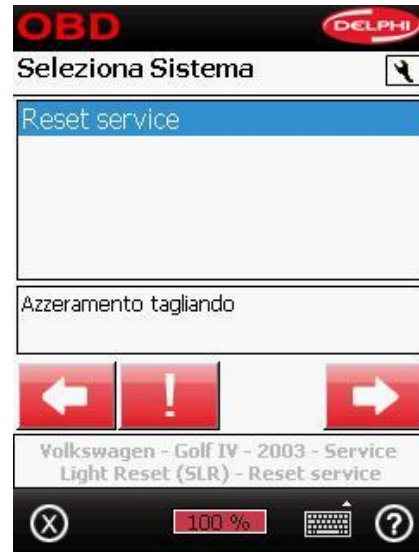 OBD
DELPHI
Seleziona Sistema
Reset service
Azzeramento tagliando
!
Volkswagen - Golf IV - 2003 - Service
Light Reset (SLR) - Reset service
100 %
?